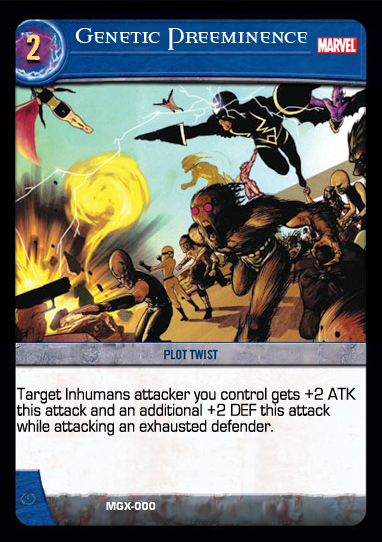 2
Genetic Preeminence
MARVEL
PLOT TWIST
Target Inhumans attacker you control gets +2 ATK
this attack and an additional +2 DEF this attack
while attacking an exhausted defender.
MGX-000